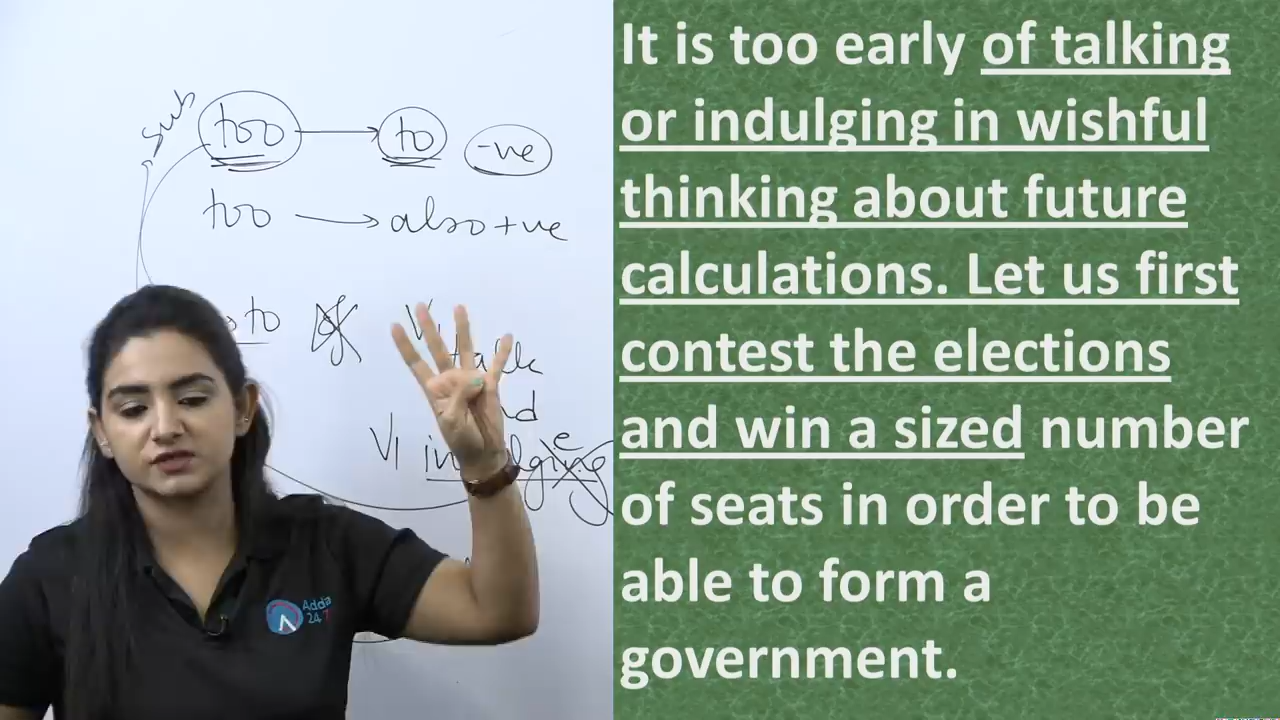 sub too → to -ve
too → also +ve
to of V1
talk
V1
Adda
247
It is too early of talking
or indulging in wishful
thinking about future
calculations. Let us first
contest the elections
and win a sized number
of seats in order to be
able to form a
government.